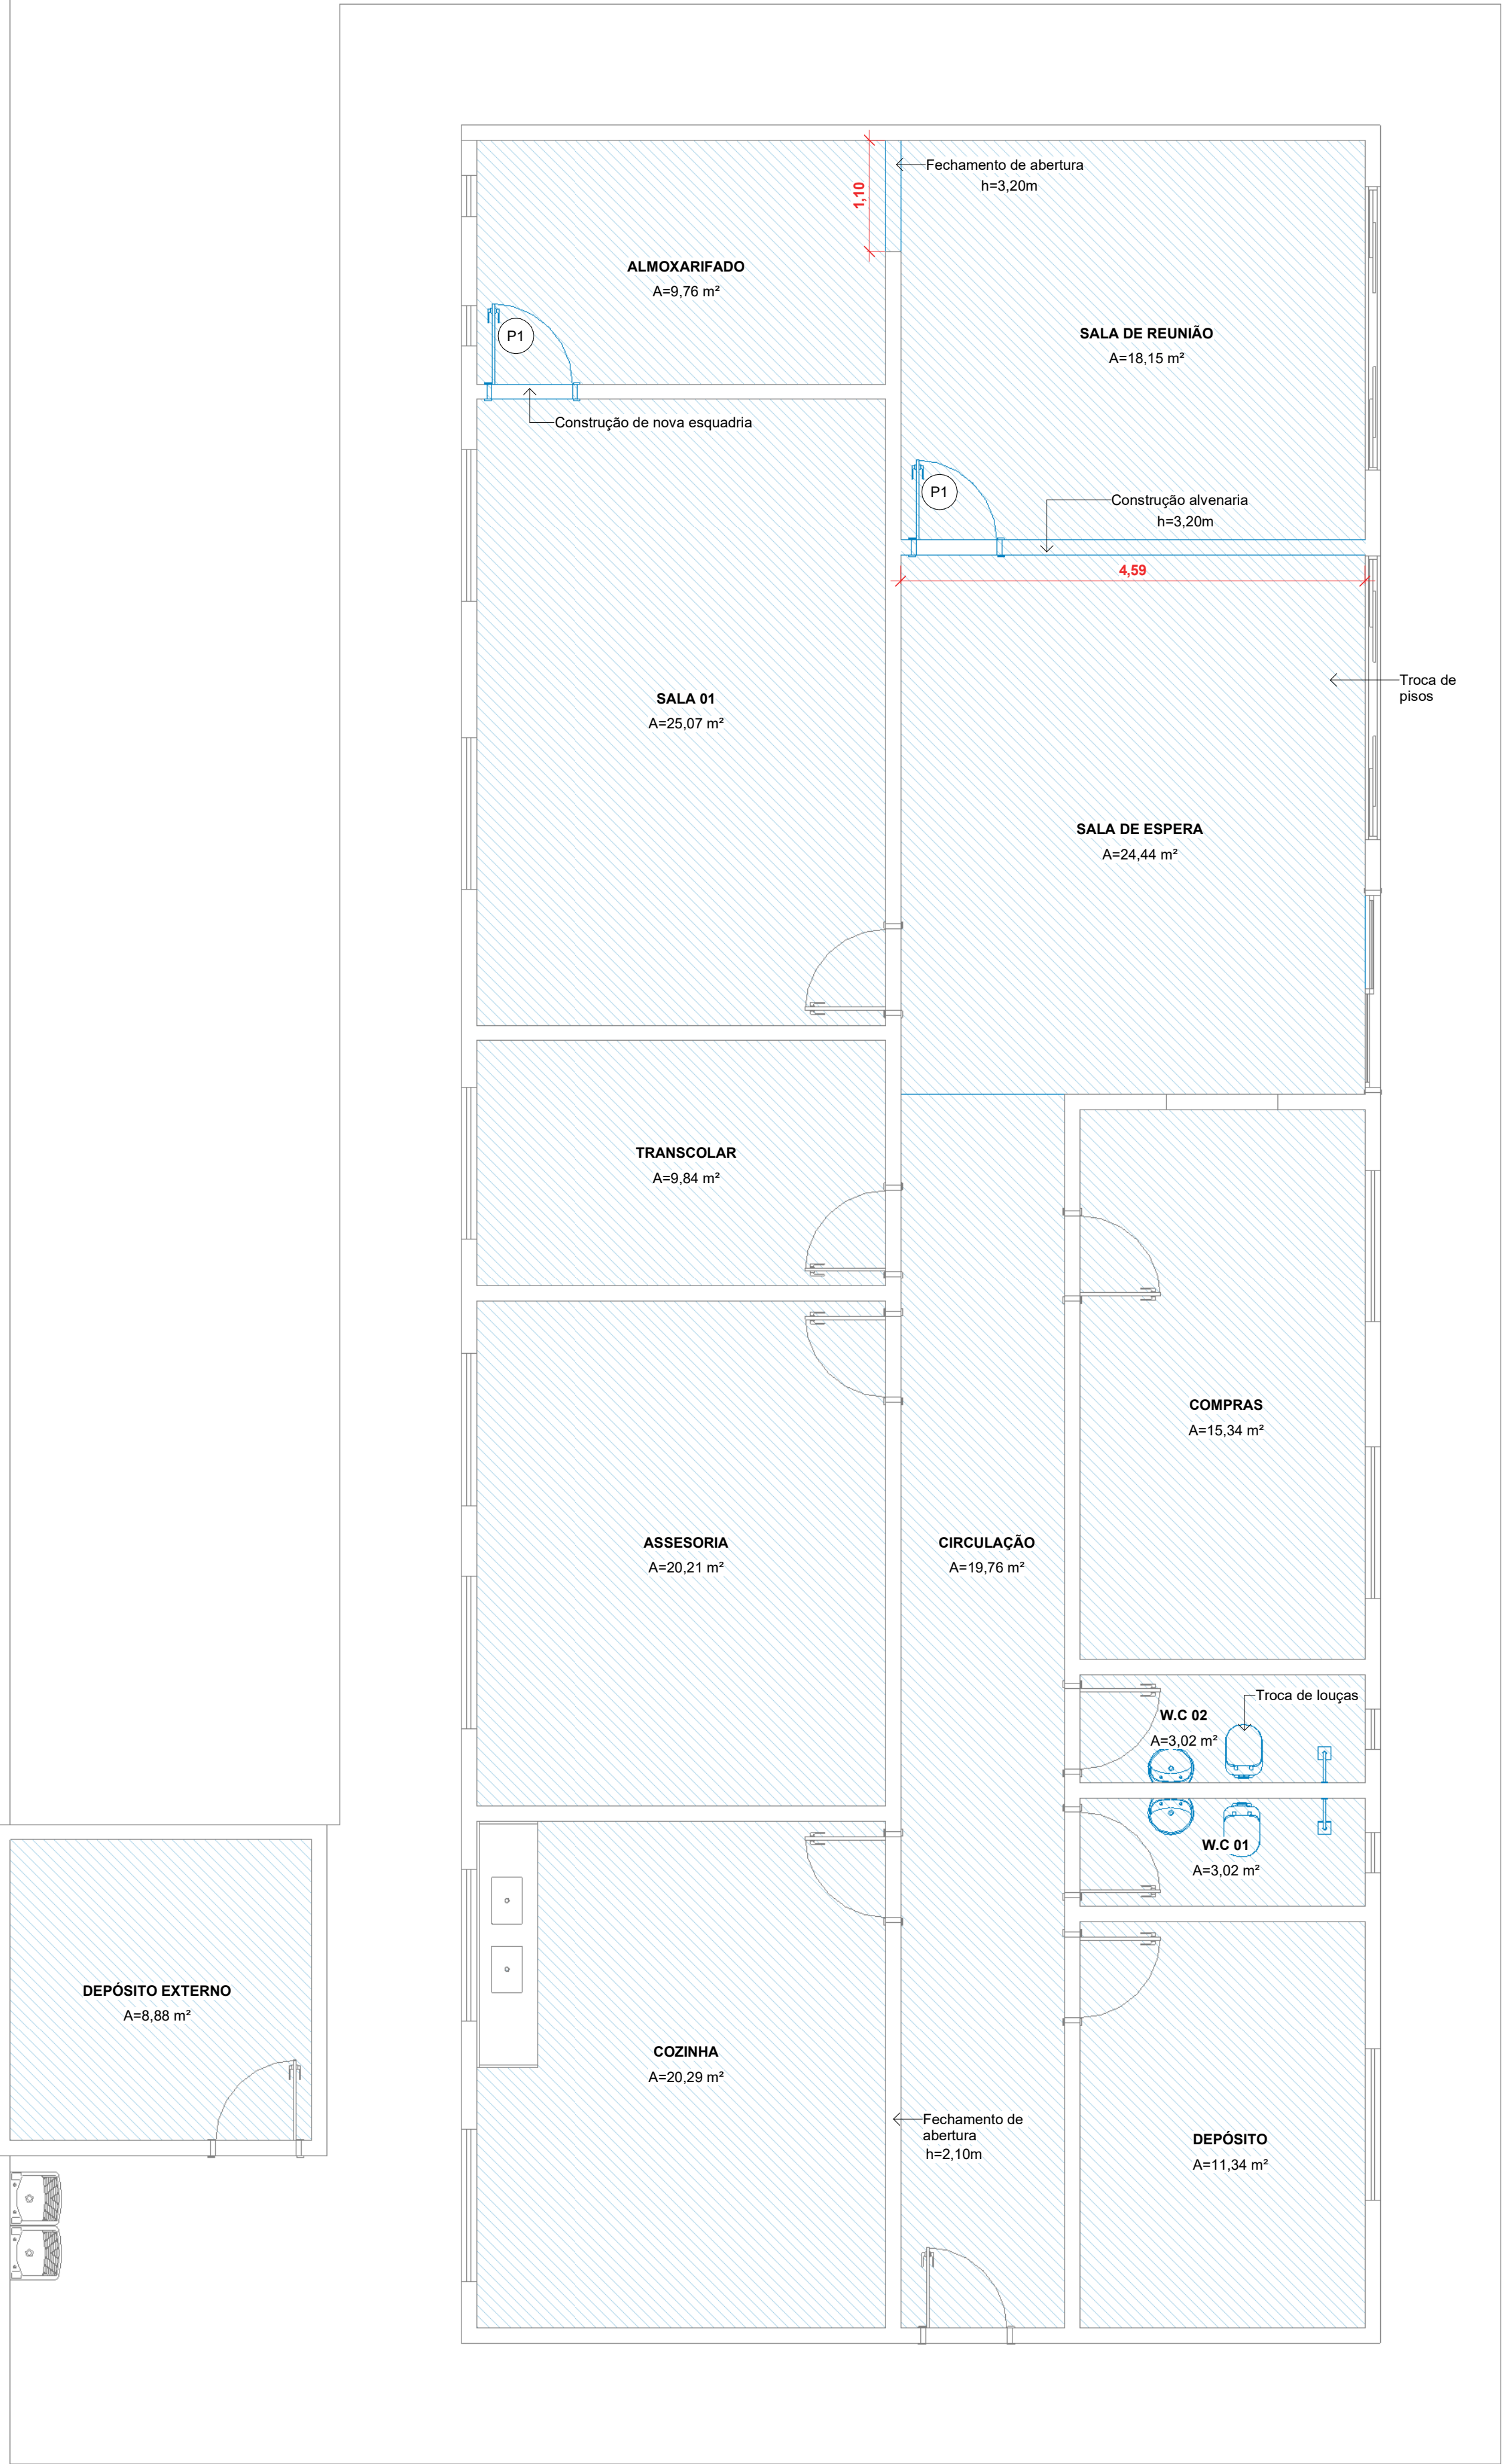 Fechamento de abertura
h=3,20m
1,10
ALMOXARIFADO
A=9,76 m²
P1
SALA DE REUNIÃO
A=18,15 m²
Construção de nova esquadria
P1
Construção alvenaria
h=3,20m
4,59
Troca de
pisos
SALA 01
A=25,07 m²
SALA DE ESPERA
A=24,44 m²
TRANSCOLAR
A=9,84 m²
COMPRAS
A=15,34 m²
ASSESORIA
A=20,21 m²
CIRCULAÇÃO
A=19,76 m²
Troca de louças
W.C 02
A=3,02 m²
W.C 01
A=3,02 m²
DEPÓSITO EXTERNO
A=8,88 m²
COZINHA
A=20,29 m²
Fechamento de
abertura
h=2,10m
DEPÓSITO
A=11,34 m²